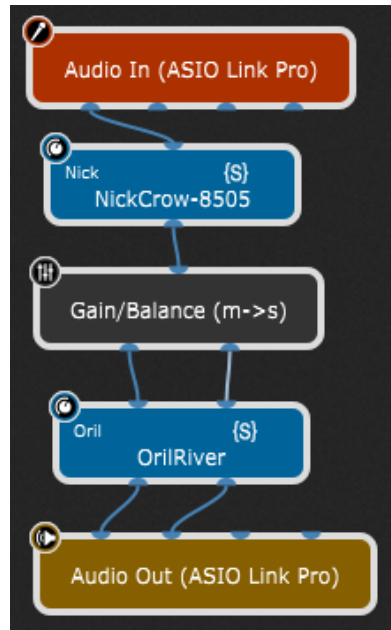 Audio In (ASIO Link Pro)
Nick {S}
NickCrow-8505
Gain/Balance (m->s)
Oril {S}
OrilRiver
Audio Out (ASIO Link Pro)